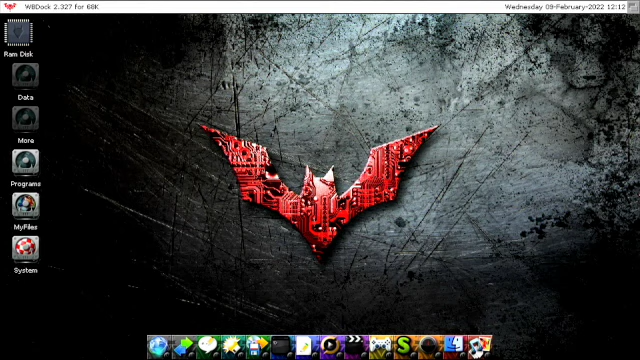 WBDock 2.327 for 68K
Wednesday 09-February-2022 12:12
Ram Disk
Data
More
Programs
MyFiles
System